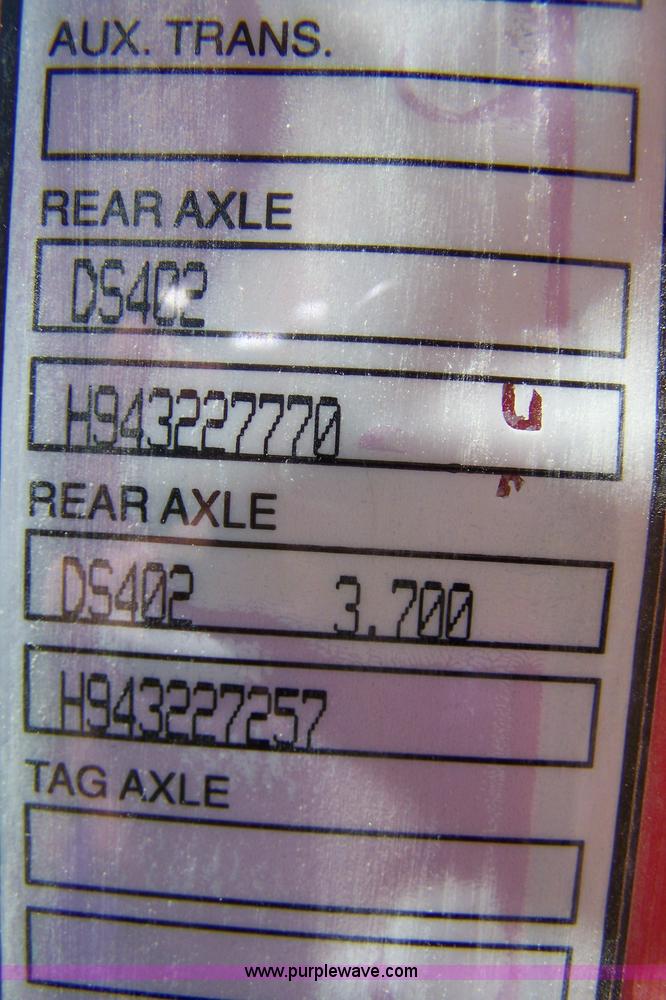 AUX. TRANS.
REAR AXLE
DS402
H943227770
REAR AXLE
DS402 3.700
H943227257
TAG AXLE
www.purplewave.com